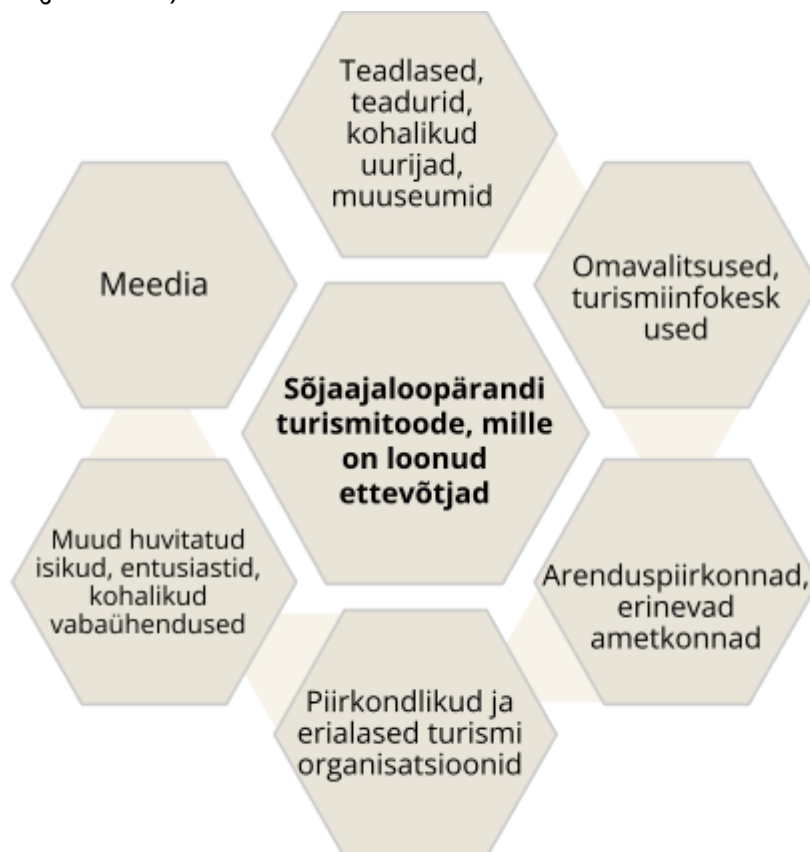 Teadlased,
teadurid,
kohalikud
uurijad,
muuseumid
Omavalitsused,
turismiinfokesk
used
Arenduspiirkonnad,
erinevad
ametkonnad
Piirkondlikud ja
erialased turismi
organisatsioonid
Muud huvitatud
isikud, entusiastid,
kohalikud
vabaühendused
Meedia
Sõjaajaloopärandi
turismitoode, mille
on loonud
ettevõtjad